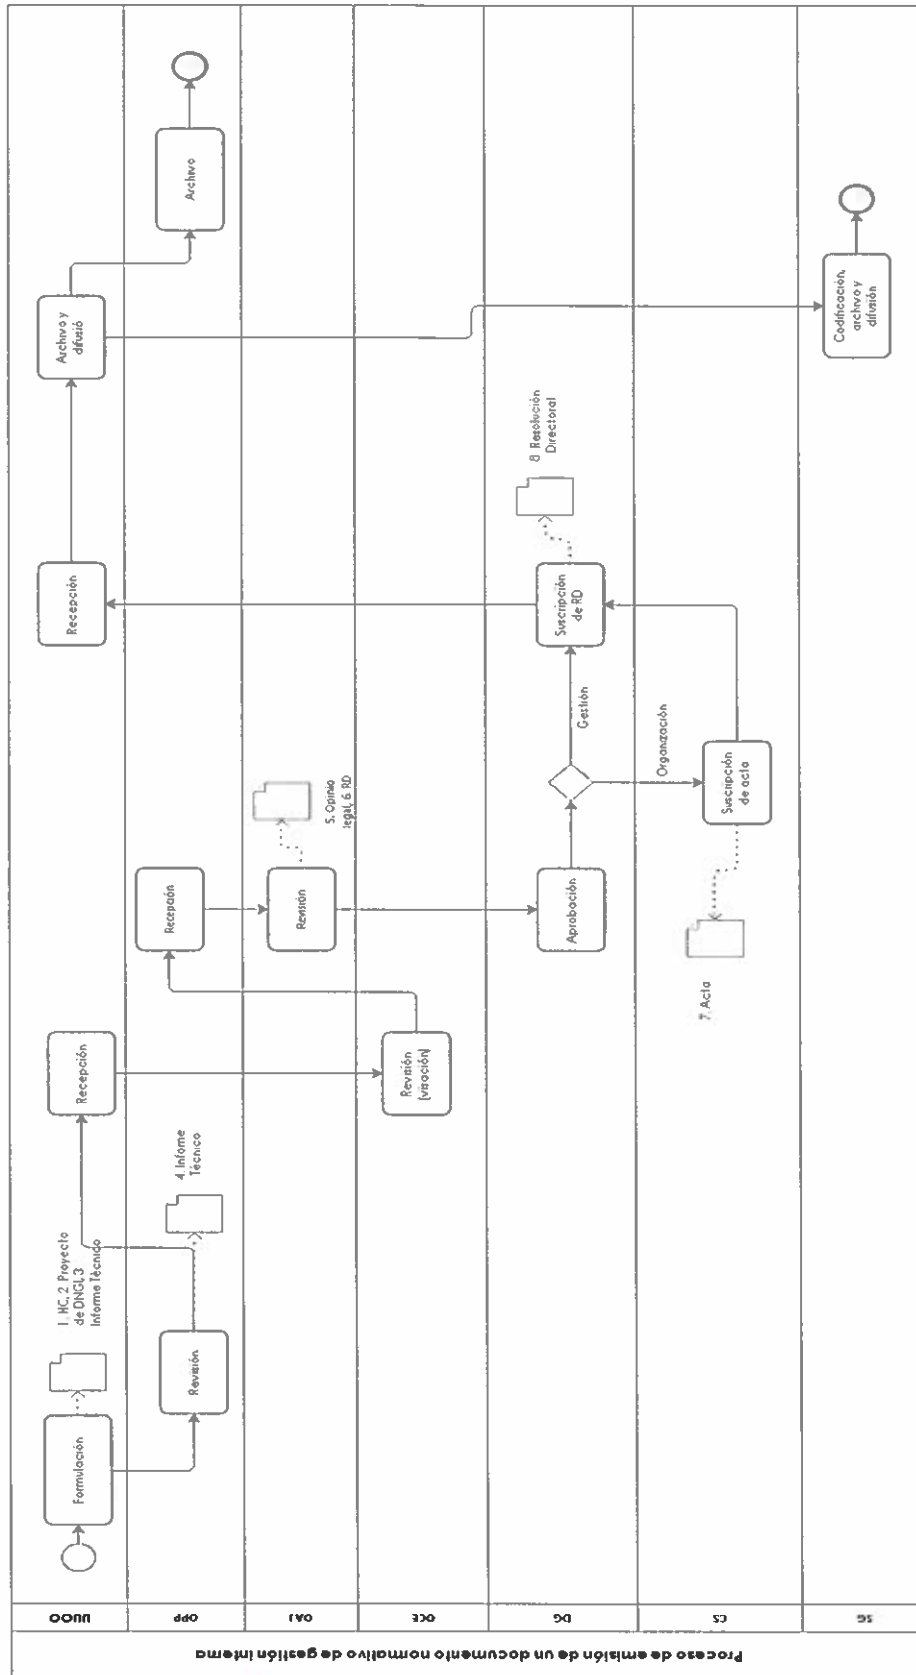 Proceso de emisión de un documento normativo de gestión interna
UUOO
Formulación
1. HC, 2. Proyecto
de DNGI, 3
Informe Técnico
Recepción
Recepción
Archivo y
difusió
OPP
Revisión
4. Informe
Técnico
Recepción
Archivo
OAJ
Revisión
5. Opinio
legal, 6. RD
OCE
Revisión
(visación)
DG
Aprobación
Gestión
Suscripción
de RD
8 Resolución
Directoral
CS
7. Acta
Suscripción
de acta
Organización
SG
Codificación,
archivo y
difusión